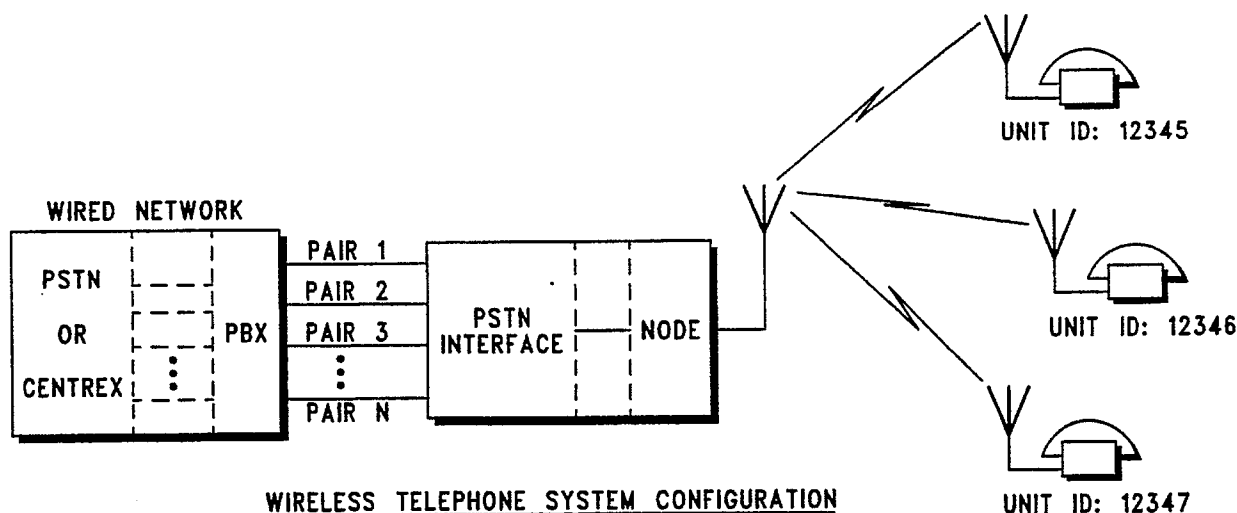 WIRED NETWORK
PSTN
OR
CENTREX
PBX
PAIR 1
PAIR 2
PAIR 3
PAIR N
PSTN
INTERFACE
NODE
UNIT ID: 12345
UNIT ID: 12346
UNIT ID: 12347
WIRELESS TELEPHONE SYSTEM CONFIGURATION